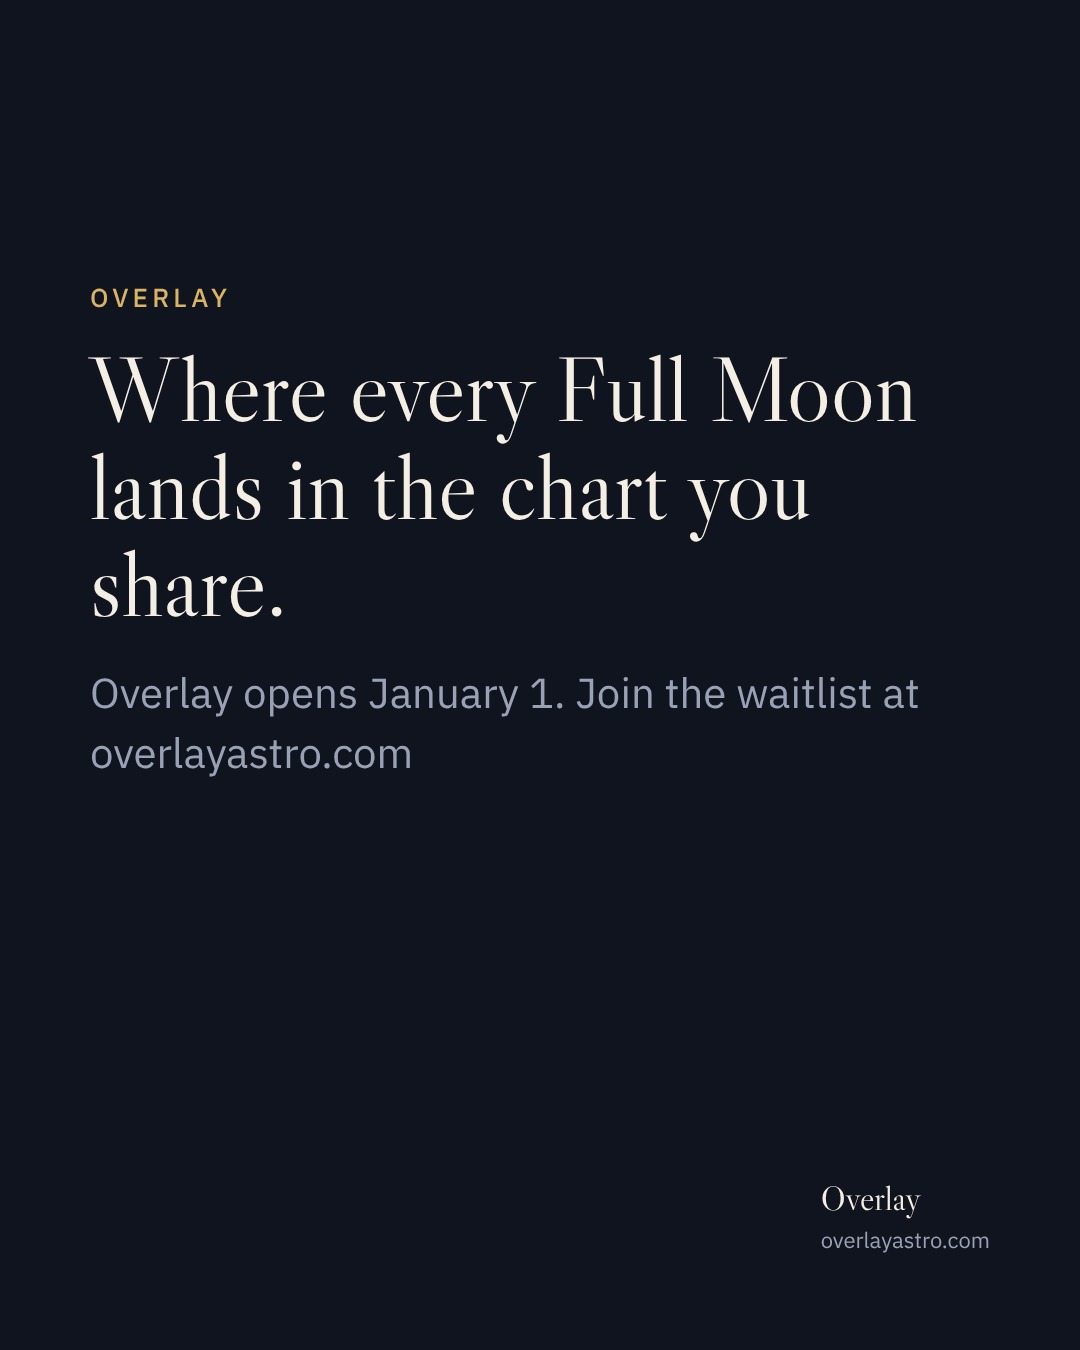 OVERLAY
Where every Full Moon
lands in the chart you
share.
Overlay opens January 1. Join the waitlist at
overlayastro.com
Overlay
overlayastro.com